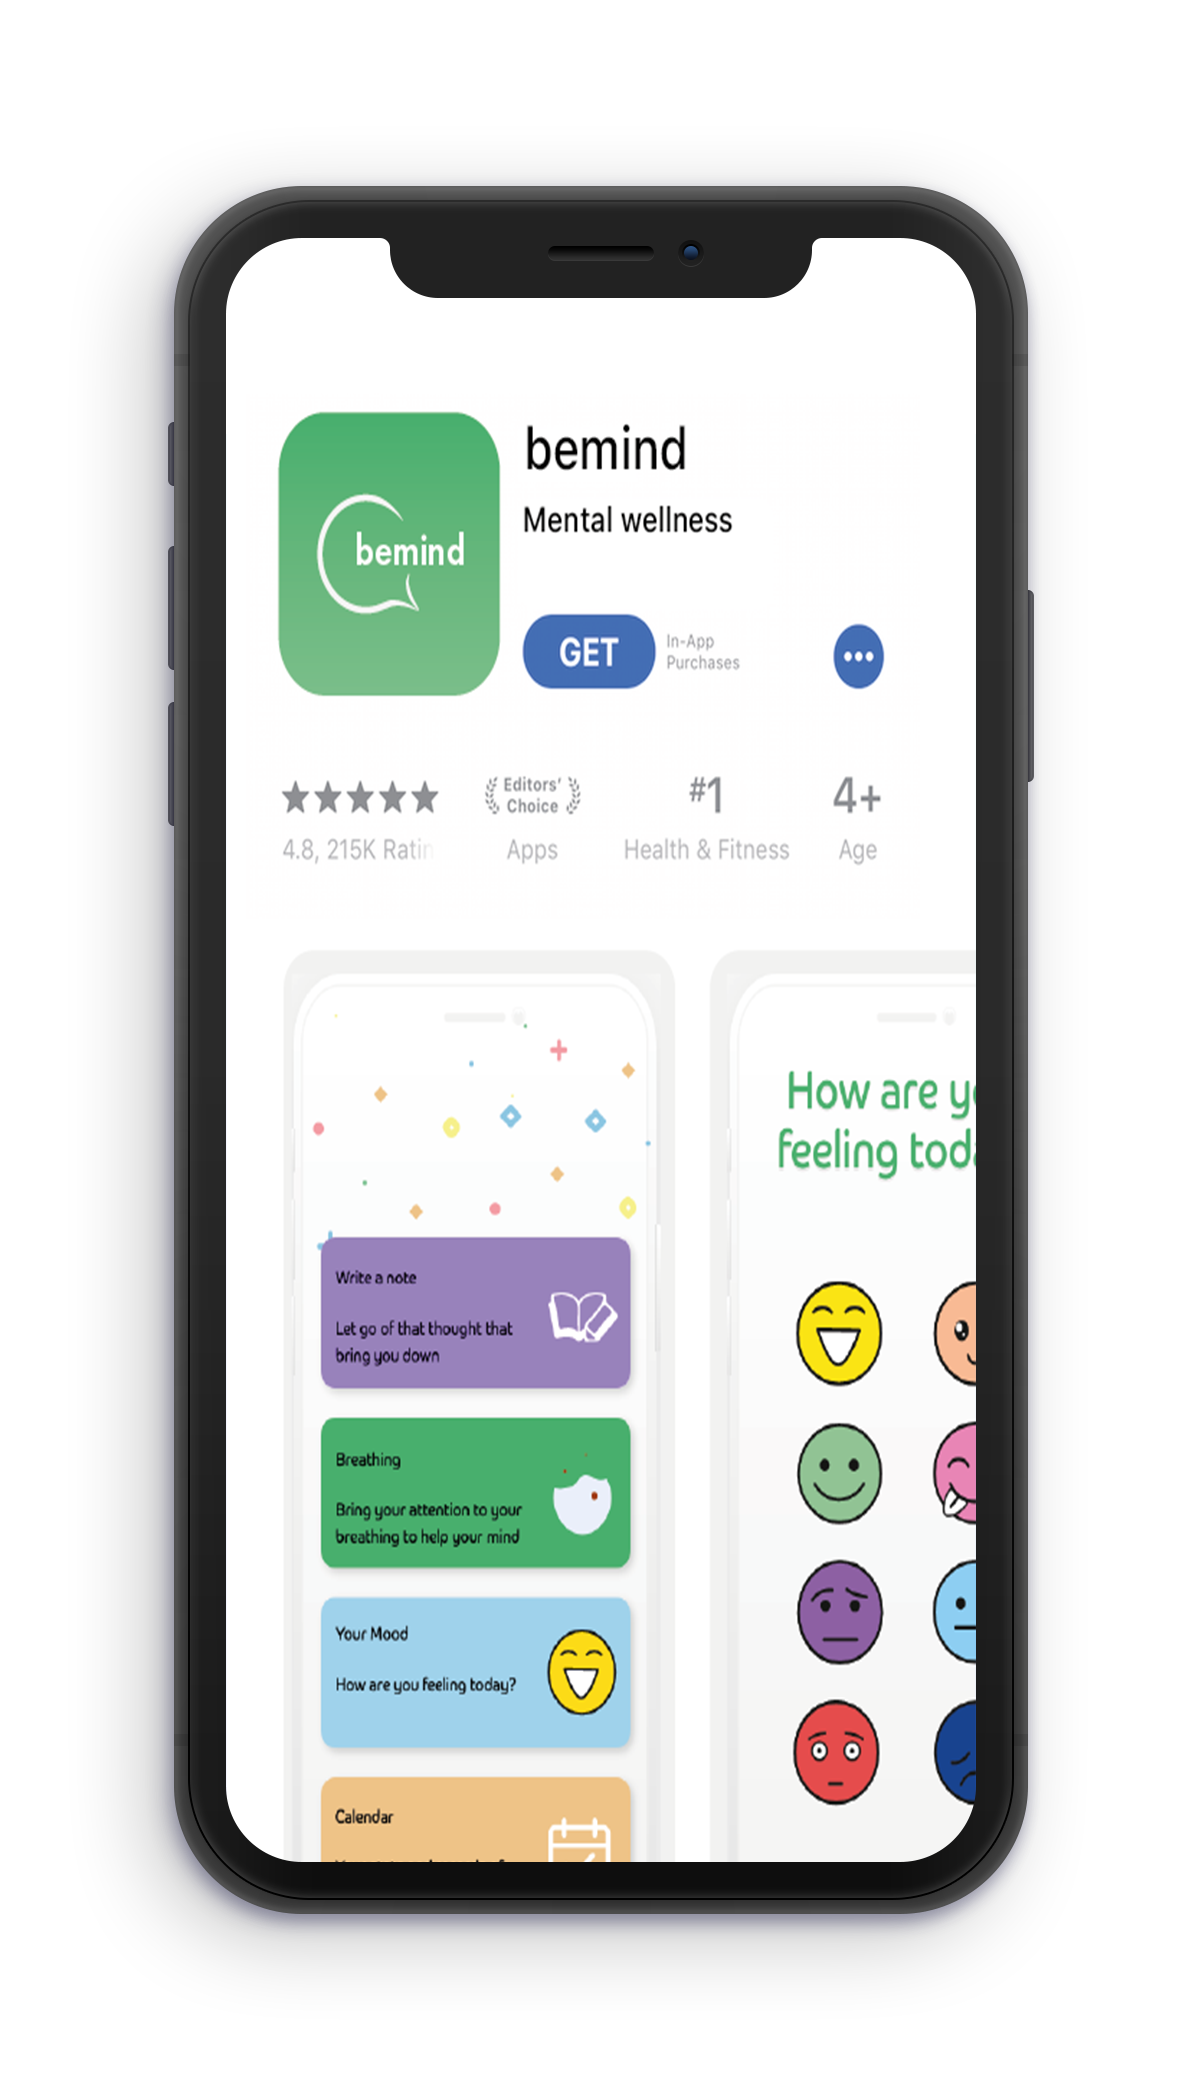 bemind
bemind
Mental wellness
GET
In-App
Purchases
4.8, 215K Ratin
Editors'
Choice
Apps
#1
Health & Fitness
4+
Age
Write a note
Let go of that thought that
bring you down
Breathing
Bring your attention to your
breathing to help your mind
Your Mood
How are you feeling today?
Calendar
How are yo
feeling toda